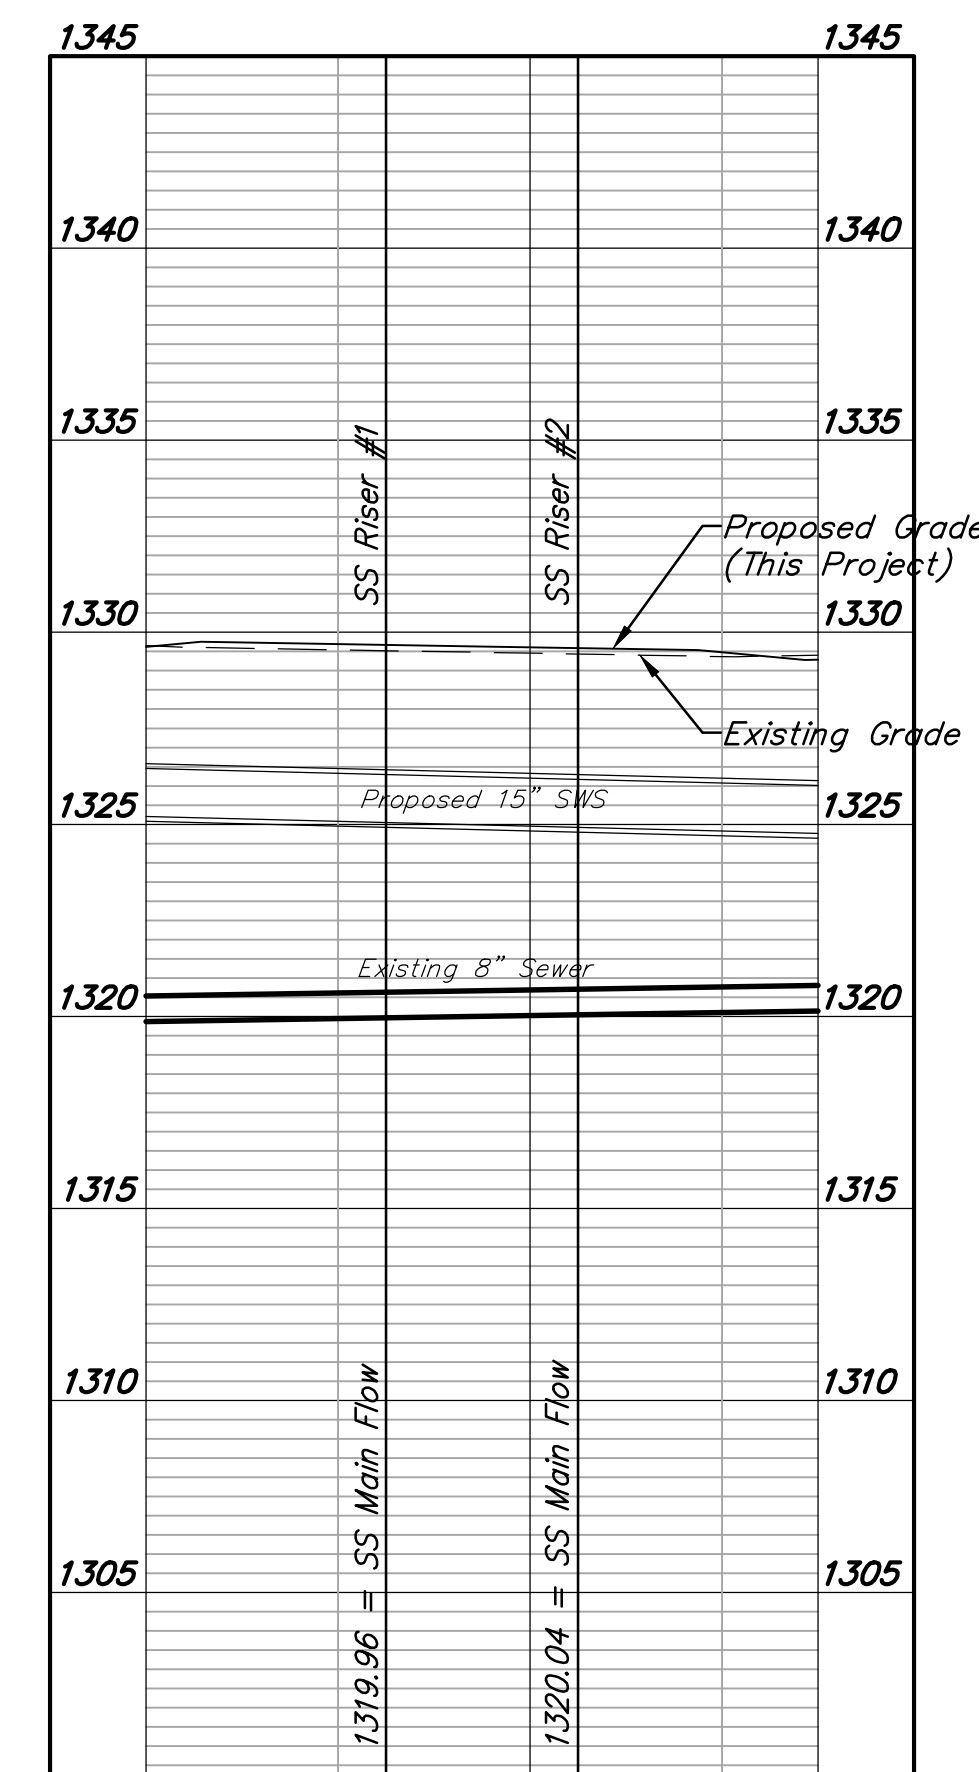 1345 1345
1340 1340
1335 1335
SS Riser #1
SS Riser #2
Proposed Grade
(This Project)
1330 1330
Existing Grade
Proposed 15" SWS
1325 1325
Existing 8" Sewer
1320 1320
1315 1315
1310 1310
1319.96 = SS Main Flow
1320.04 = SS Main Flow
1305 1305